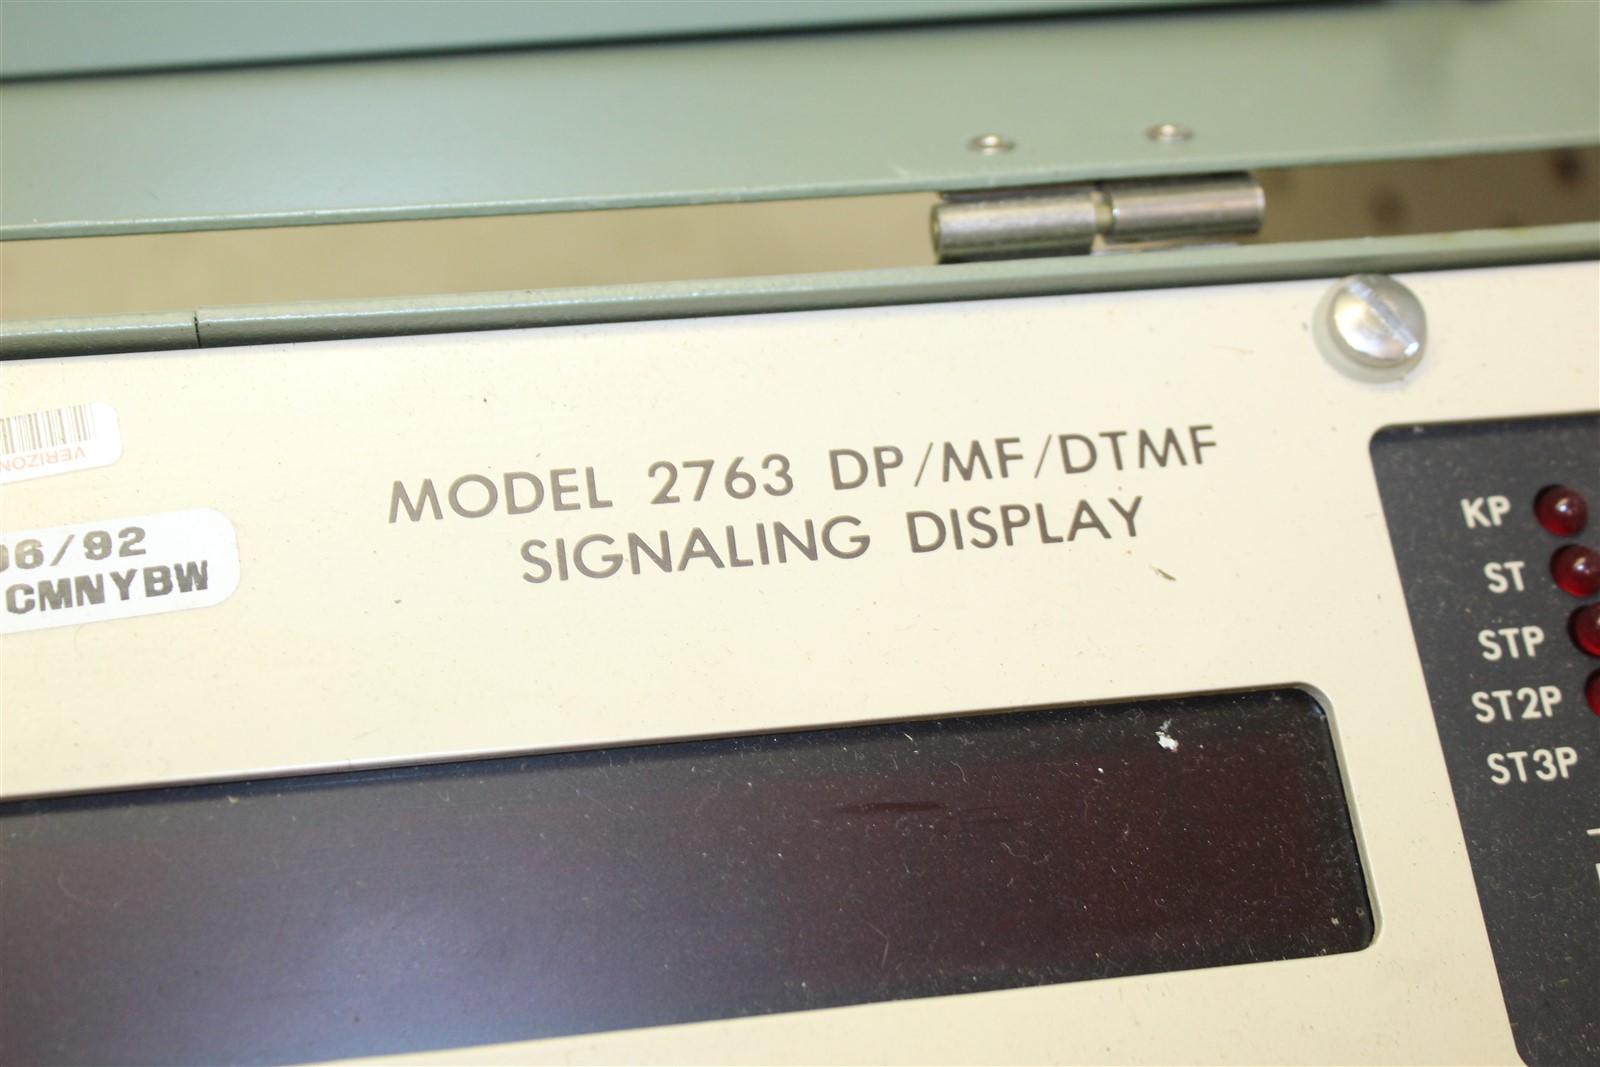 VERIZON
06/92
CMNYBW
MODEL 2763 DP/MF/DTMF
SIGNALING DISPLAY
KP
ST
STP
ST2P
ST3P